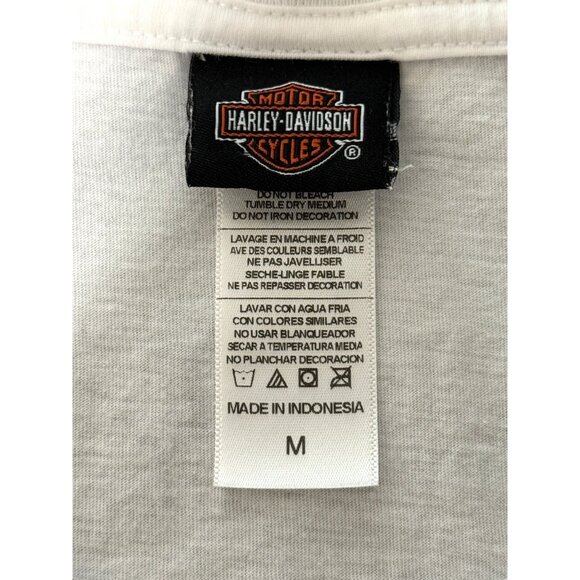 MOTOR
HARLEY-DAVIDSON
CYCLES
®
DO NOT BLEACH
TUMBLE DRY MEDIUM
DO NOT IRON DECORATION
LAVAGE EN MACHINE A FROID
AVE DES COULEURS SEMBLABLE
NE PAS JAVELLISER
SECHE-LINGE FAIBLE
NE PAS REPASSER DECORATION
LAVAR CON AGUA FRIA
CON COLORES SIMILARES
NO USAR BLANQUEADOR
SECAR A TEMPERATURA MEDIA
NO PLANCHAR DECORACION
MADE IN INDONESIA
M